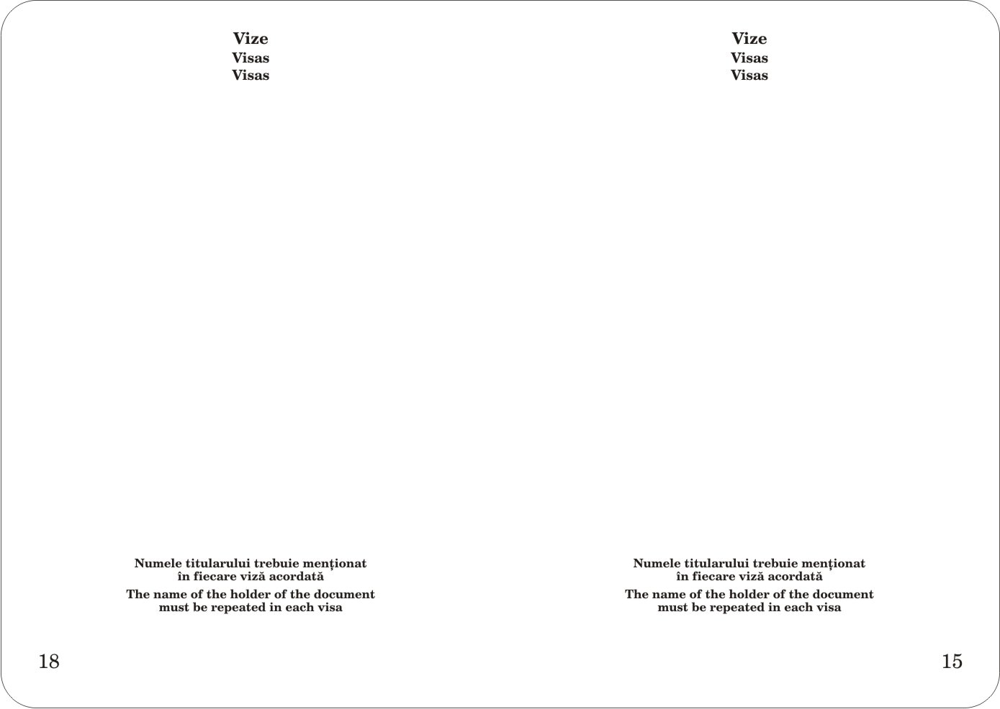 Vize
Visas
Visas
Numele titularului trebuie menționat
în fiecare viză acordată
The name of the holder of the document
must be repeated in each visa
18
Vize
Visas
Visas
Numele titularului trebuie menționat
în fiecare viză acordată
The name of the holder of the document
must be repeated in each visa
15